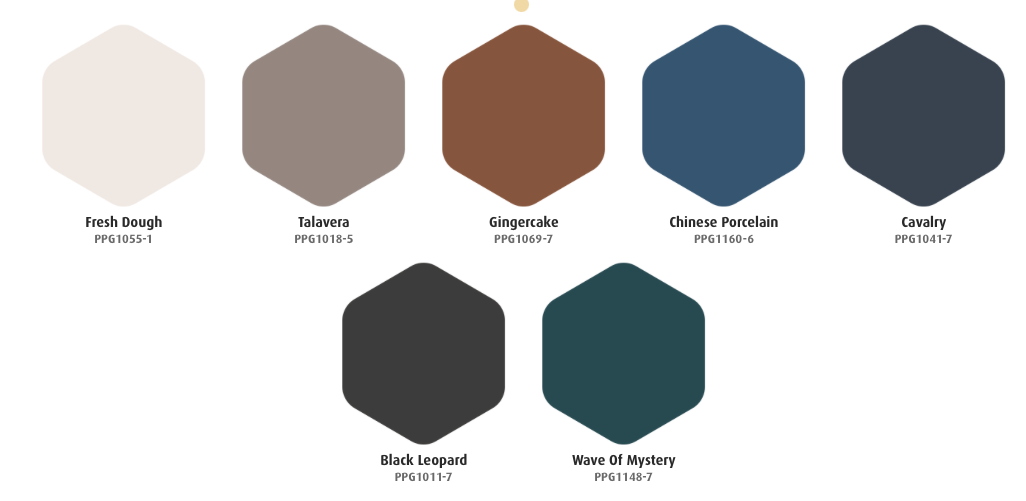 Fresh Dough
PPG1055-1
Talavera
PPG1018-5
Gingercake
PPG1069-7
Chinese Porcelain
PPG1160-6
Cavalry
PPG1041-7
Black Leopard
PPG1011-7
Wave Of Mystery
PPG1148-7